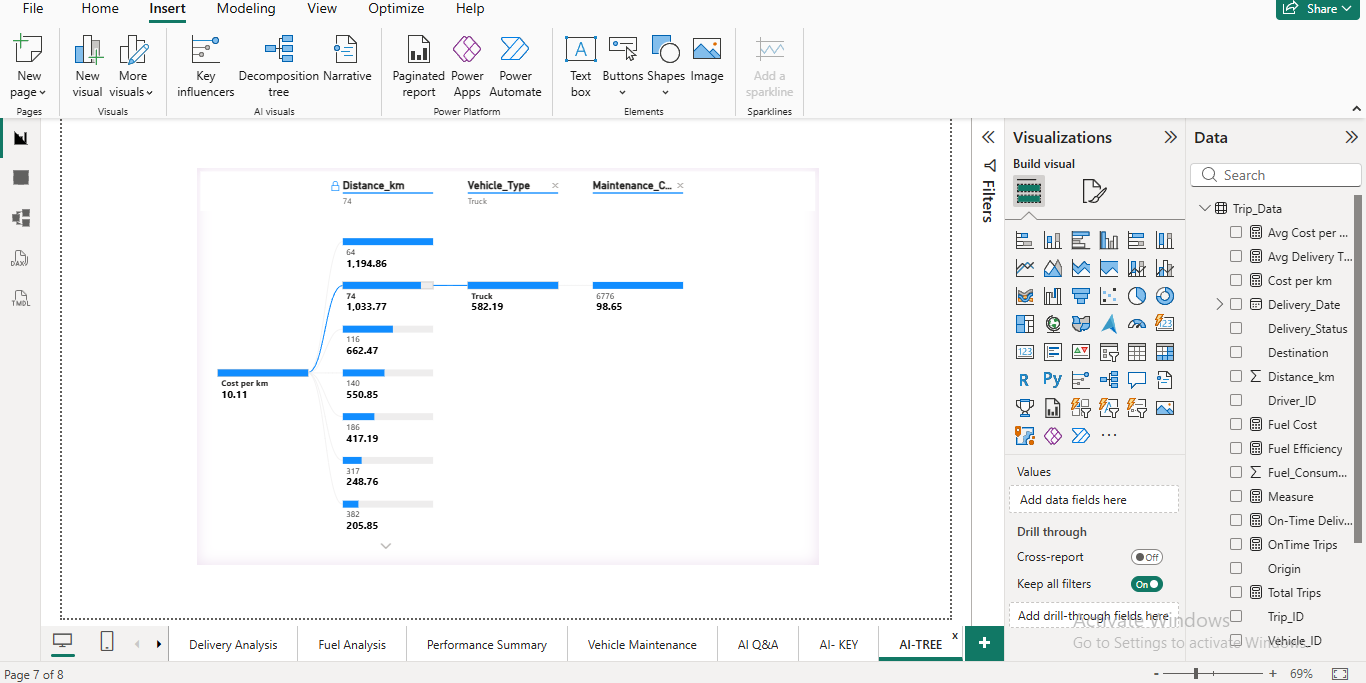 File Home Insert Modeling View Optimize Help Share
New page
New visual
More visuals
Key influencers
Decomposition tree
Narrative
Paginated report
Power Apps
Power Automate
Text box
Buttons
Shapes
Image
Add a sparkline
Pages Visuals AI visuals Power Platform Elements Sparklines
DAX
TMDL
Distance_km
74
Vehicle_Type ×
Truck
Maintenance_C... ×
64
1,194.86
74
1,033.77
Truck
582.19
6776
98.65
116
662.47
Cost per km
10.11
140
550.85
186
417.19
317
248.76
382
205.85
Filters
Visualizations
Build visual
123
123
R Py
...
Values
Add data fields here
Drill through
Cross-report Off
Keep all filters On
Add drill-through fields here
Data
Search
Trip_Data
Avg Cost per ...
Avg Delivery T...
Cost per km
Delivery_Date
Delivery_Status
Destination
Distance_km
Driver_ID
Fuel Cost
Fuel Efficiency
Fuel_Consum...
Measure
On-Time Deliv...
OnTime Trips
Origin
Total Trips
Trip_ID
Vehicle_ID
Activate Windows
Go to Settings to activate Windows.
Delivery Analysis Fuel Analysis Performance Summary Vehicle Maintenance AI Q&A AI- KEY AI-TREE x +
Page 7 of 8 - + 69%